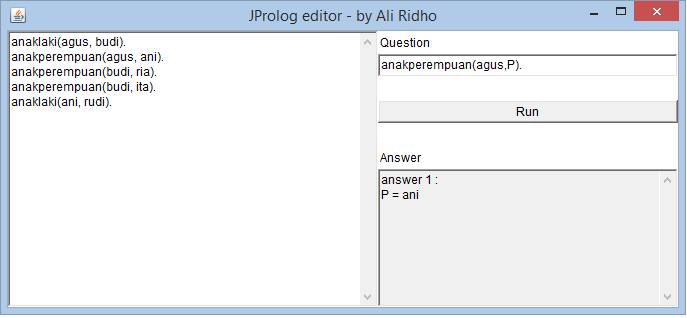 JProlog editor - by Ali Ridho
anaklaki(agus, budi).
anakperempuan(agus, ani).
anakperempuan(budi, ria).
anakperempuan(budi, ita).
anaklaki(ani, rudi).
Question
anakperempuan(agus,P).
Run
Answer
answer 1 :
P = ani